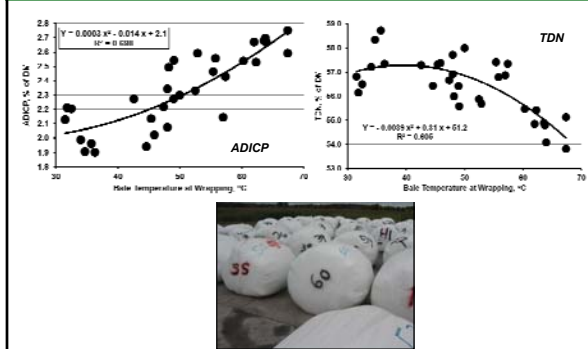 2.8
2.7
2.6
2.5
2.4
2.3
2.2
2.1
2.0
1.9
1.8
ADICP, % of DM
Y = 0.0003 x² - 0.014 x + 2.1
R² =
ADICP
30 40 50 60 70
Bale Temperature at Wrapping, °C
59.0
58.0
57.0
56.0
54.0
53.0
TDN, % of DM
TDN
Y = - 0.0039 x² + 0.31 x + 51.2
R² = 0.605
30 40 50 60 70
Bale Temperature at Wrapping, °C
60